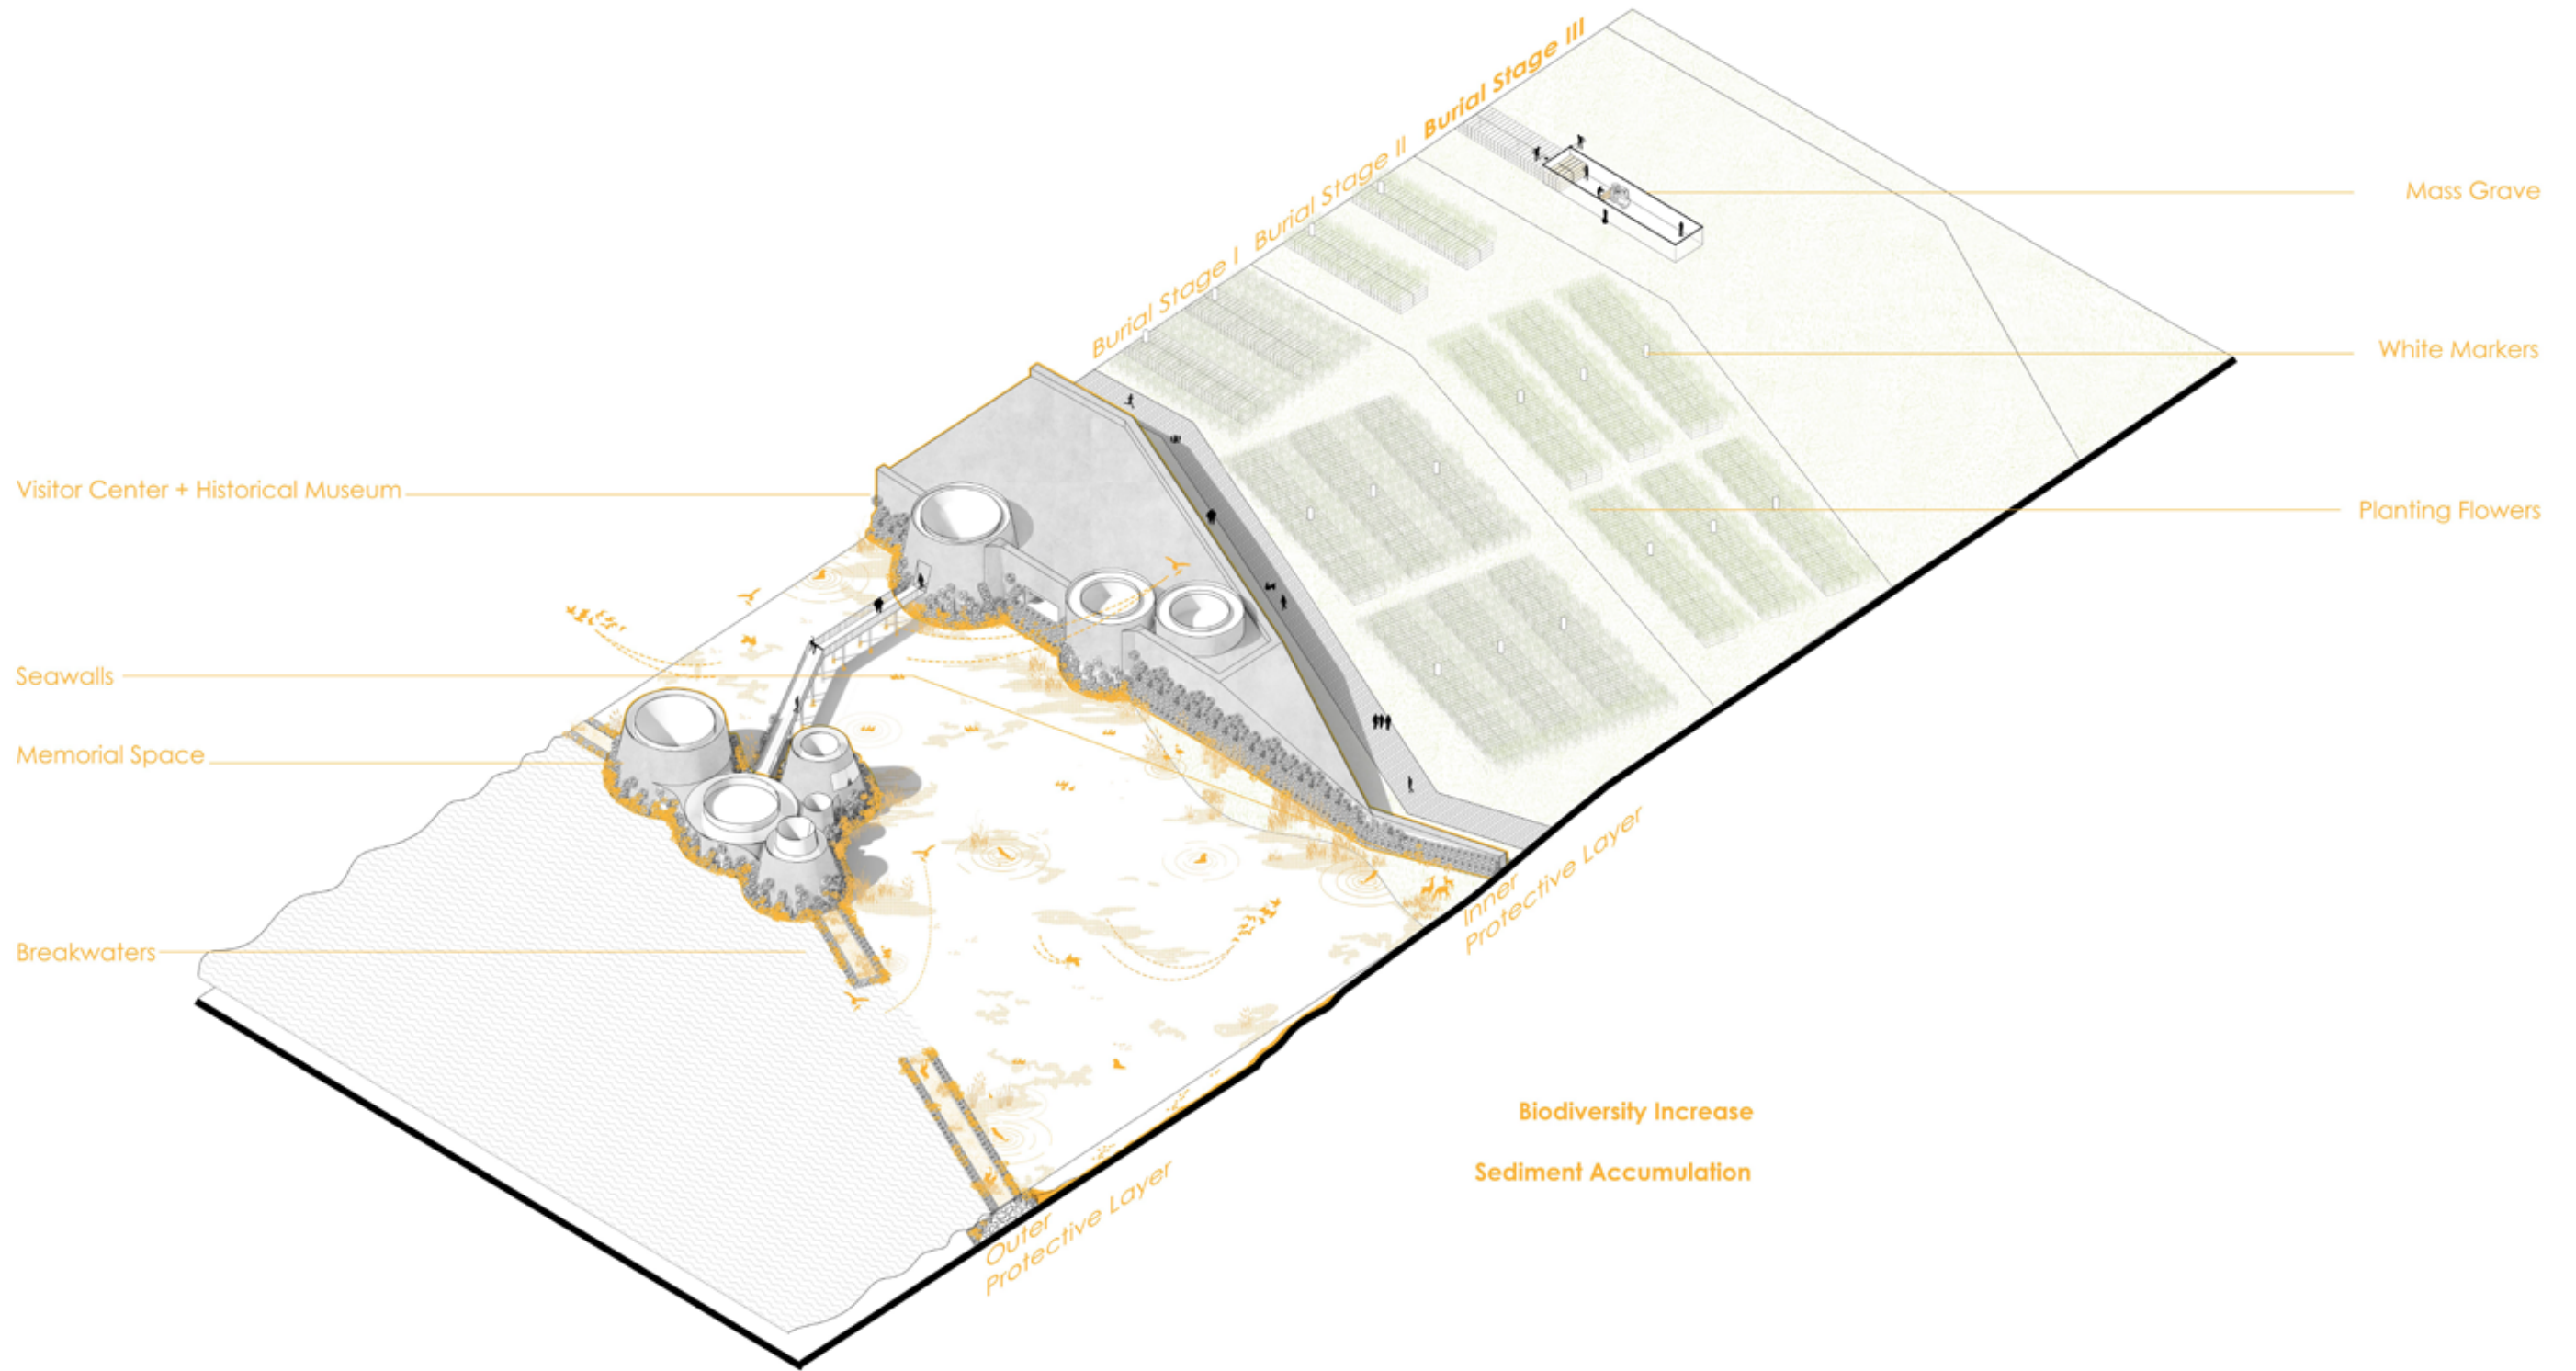 Burial Stage III
Burial Stage II
Burial Stage I
Mass Grave
White Markers
Planting Flowers
Visitor Center + Historical Museum
Seawalls
Memorial Space
Breakwaters
Inner
Protective Layer
Outer
Protective Layer
Biodiversity Increase
Sediment Accumulation